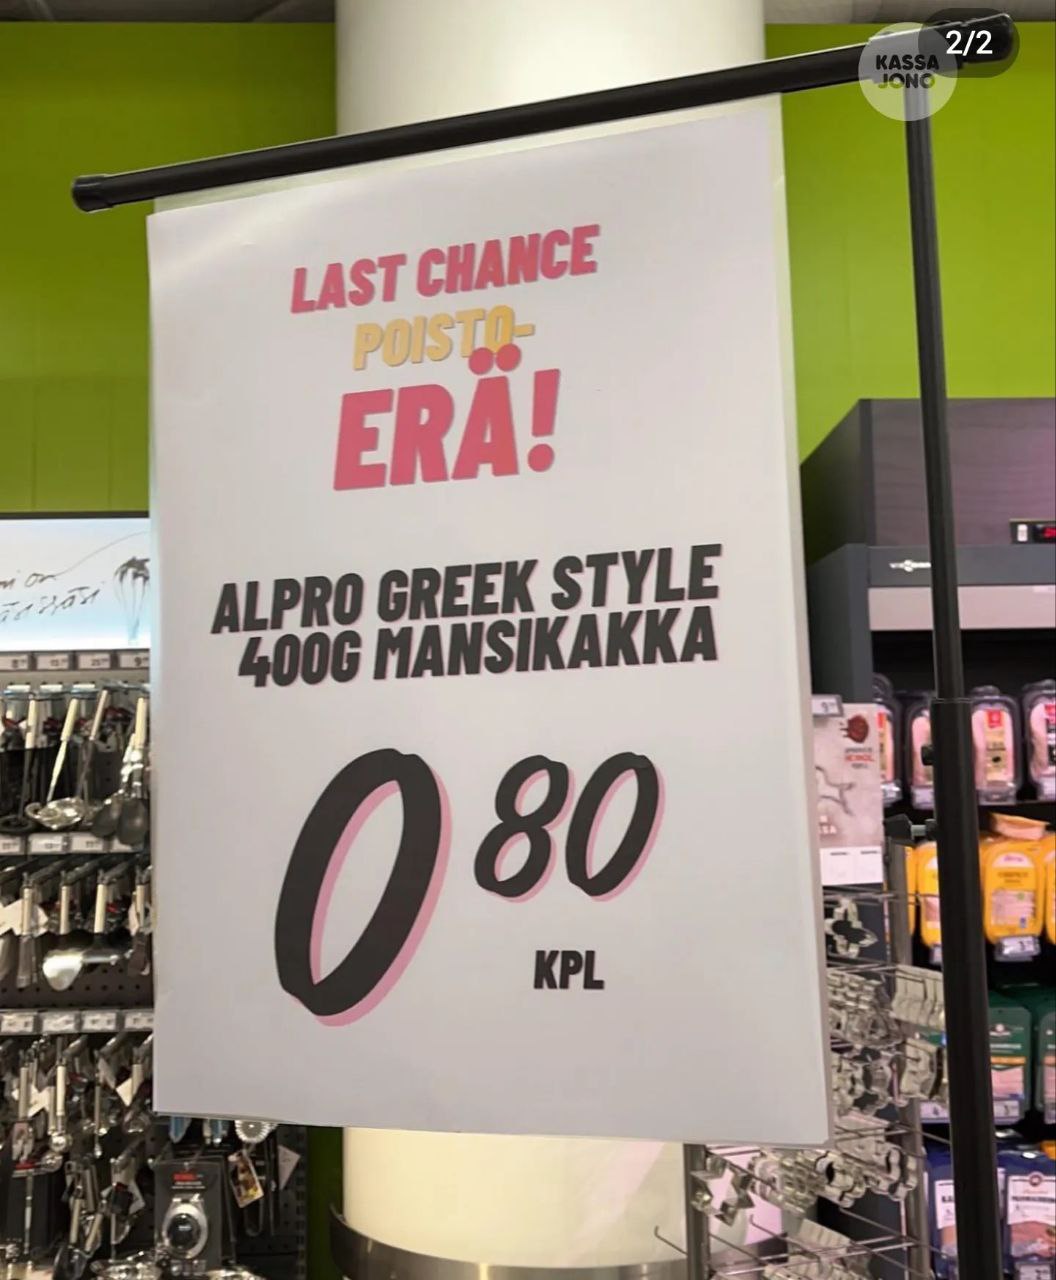 2/2
KASSA
JONO
LAST CHANCE
POISTO-
ERÄ!
ALPRO GREEK STYLE
400G MANSIKAKKA
0 80
KPL